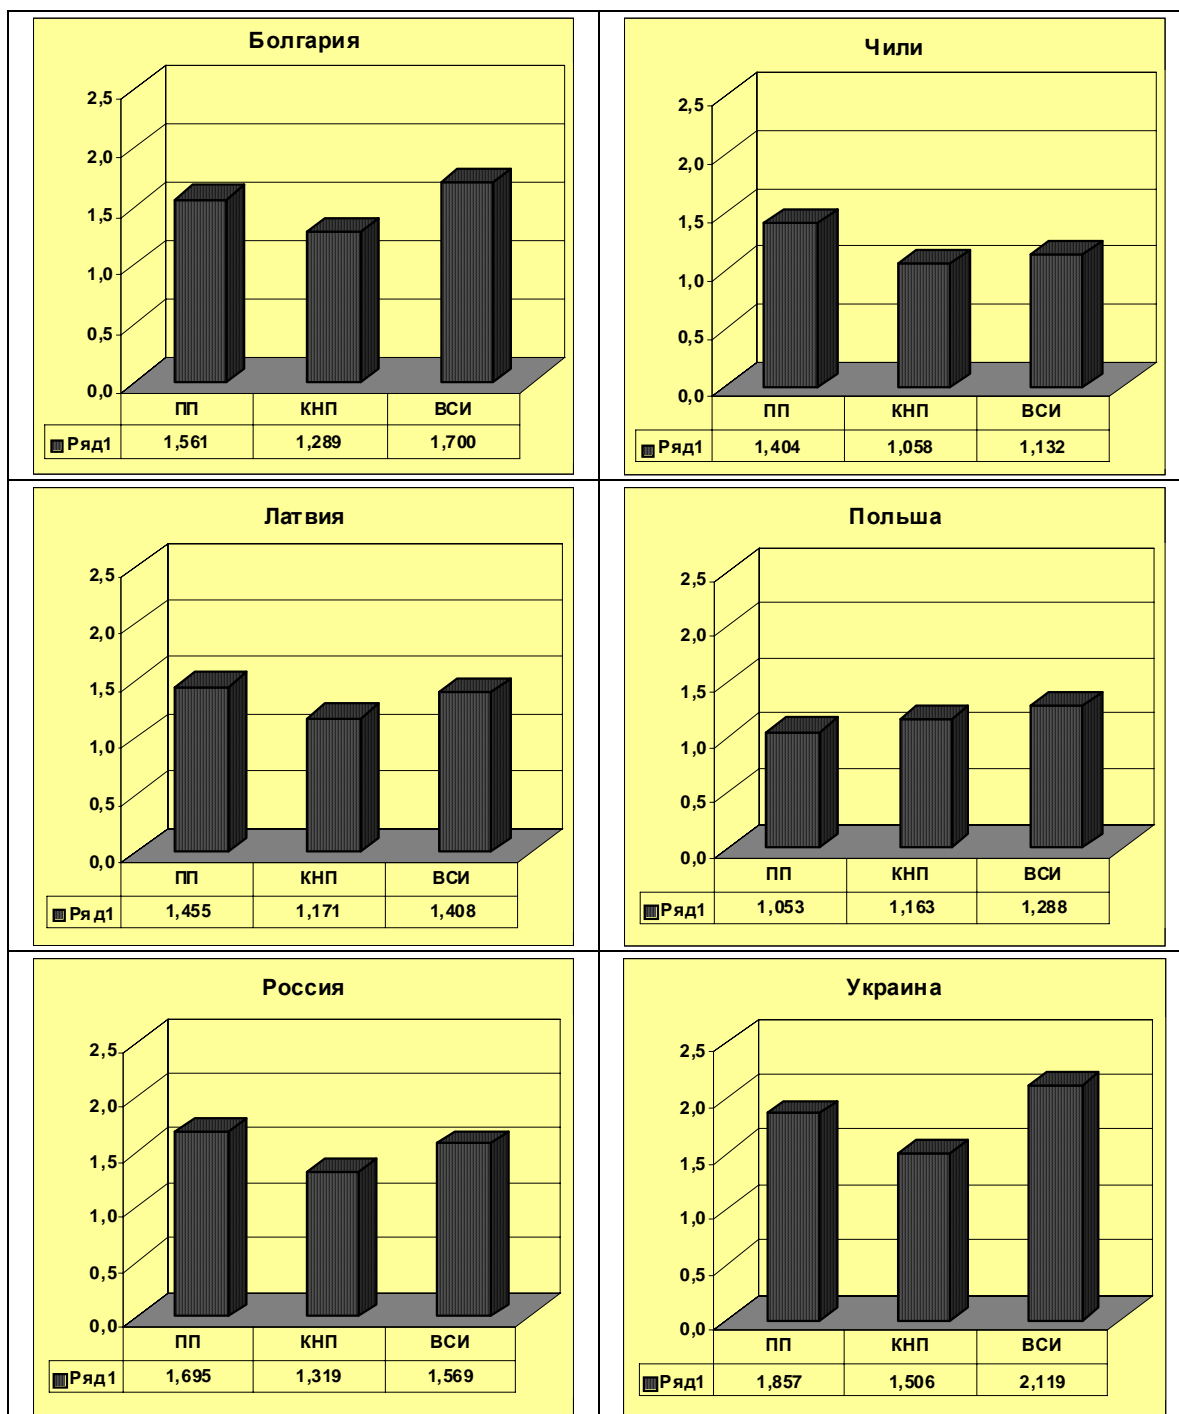 Болгария
2,5
2,0
1,5
1,0
0,5
0,0
ПП КНП ВСИ
Ряд1 1,561 1,289 1,700
Чили
2,5
2,0
1,5
1,0
0,5
0,0
ПП КНП ВСИ
Ряд1 1,404 1,058 1,132
Латвия
2,5
2,0
1,5
1,0
0,5
0,0
ПП КНП ВСИ
Ряд1 1,455 1,171 1,408
Польша
2,5
2,0
1,5
1,0
0,5
0,0
ПП КНП ВСИ
Ряд1 1,053 1,163 1,288
Россия
2,5
2,0
1,5
1,0
0,5
0,0
ПП КНП ВСИ
Ряд1 1,695 1,319 1,569
Украина
2,5
2,0
1,5
1,0
0,5
0,0
ПП КНП ВСИ
Ряд1 1,857 1,506 2,119